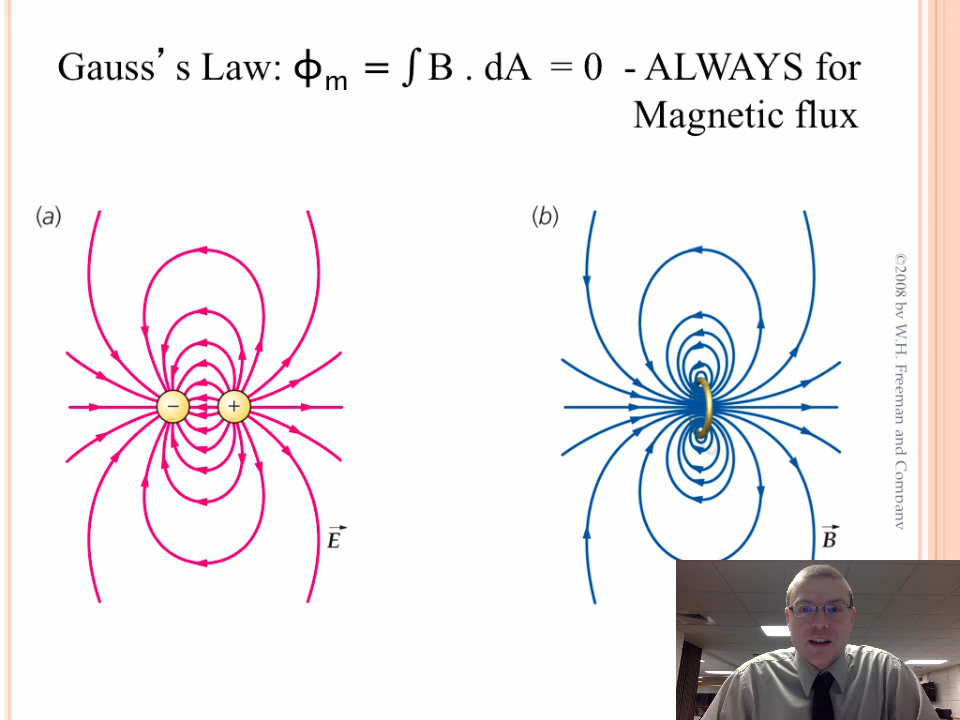 Gauss’s Law: ϕm = ∫ B . dA = 0 - ALWAYS for
Magnetic flux
(a)
(b)
− +
E⃗
B⃗
©2008 by W.H. Freeman and Company